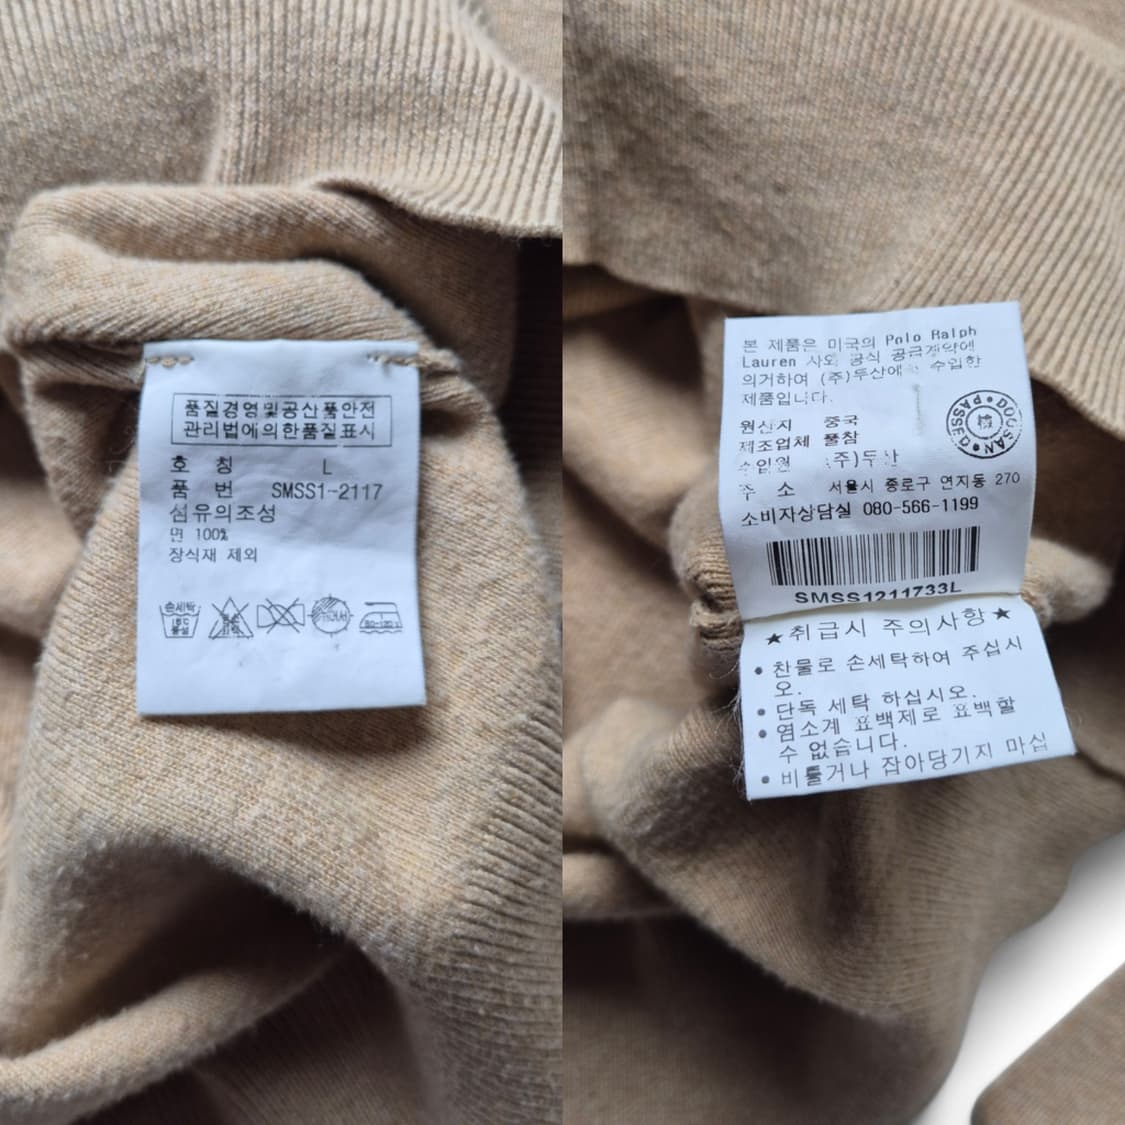 품질경영및공산품안전
관리법에의한품질표시
호 칭 L
품 번 SMSS1-2117
섬유의조성
면 100%
장식재 제외
손세탁
80-120℃
본 제품은 미국의 Polo Ralph
Lauren 사와 공식 공급계약에
의거하여 (주)두산에서 수입한
제품입니다.
원산지 중국
제조업체 풀참
수입원 (주)두산
주 소 서울시 종로구 연지동 270
소비자상담실 080-566-1199
DOOSAN PASSED
SMSS1211733L
★취급시 주의사항★
• 찬물로 손세탁하여 주십시
오.
• 단독 세탁 하십시오.
• 염소계 표백제로 표백할
수 없습니다.
• 비틀거나 잡아당기지 마십